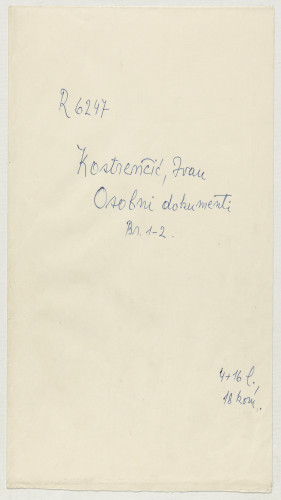 R 6247
Kostrenčić, Ivan
Osobni dokumenti
Br. 1-2.
4+16 l.
18 kom.